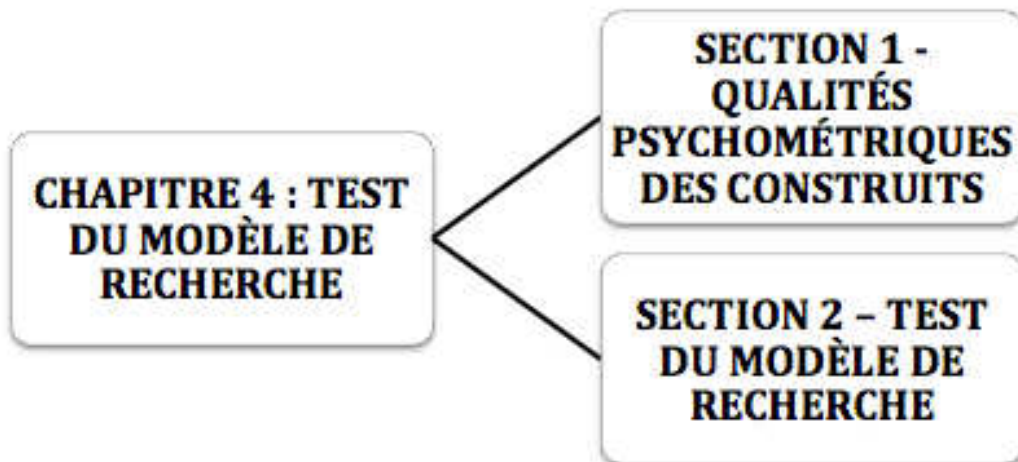 CHAPITRE 4 : TEST
DU MODÈLE DE
RECHERCHE
SECTION 1 -
QUALITÉS
PSYCHOMÉTRIQUES
DES CONSTRUITS
SECTION 2 – TEST
DU MODÈLE DE
RECHERCHE